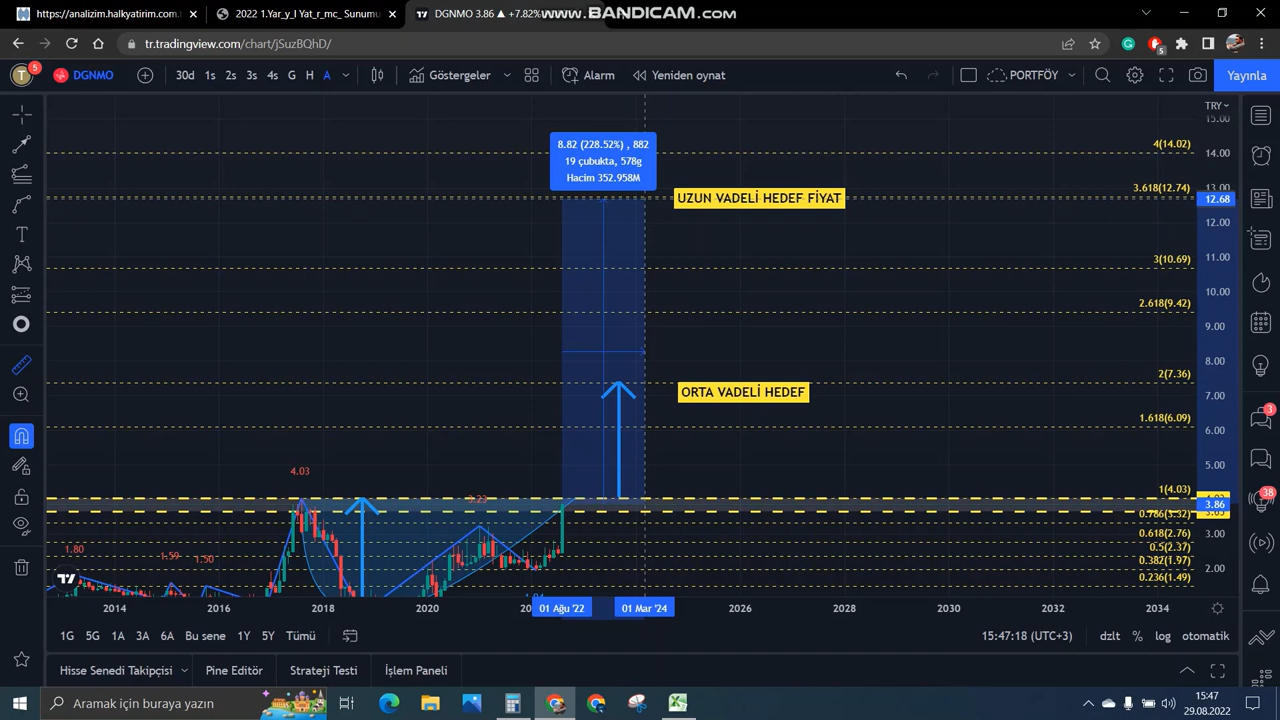 https://analizim.halkyatirim.com.t
2022 1.Yar_y_l Yat_r_mc_ Sunumu
DGNMO 3.86 ▲ +7.82%
www.BANDICAM.com
tr.tradingview.com/chart/jSuzBQhD/
5
T
5
DGNMO
30d
1s
2s
3s
4s
G
H
A
Göstergeler
Alarm
Yeniden oynat
PORTFÖY
Yayınla
TRY
15.00
8.82 (228.52%) , 882
19 çubukta, 578g
Hacim 352.958M
4(14.02)
14.00
3.618(12.74)
13.00
UZUN VADELİ HEDEF FİYAT
12.68
12.00
3(10.69)
11.00
10.00
2.618(9.42)
9.00
8.00
2(7.36)
ORTA VADELİ HEDEF
7.00
1.618(6.09)
6.00
4.03
5.00
1(4.03)
3.23
3.86
0.786(3.32)
0.618(2.76)
3.00
1.80
1.59
1.50
0.5(2.37)
0.382(1.97)
2.00
0.236(1.49)
3
38
2014
2016
2018
2020
01 Ağu '22
01 Mar '24
2026
2028
2030
2032
2034
1G
5G
1A
3A
6A
Bu sene
1Y
5Y
Tümü
15:47:18 (UTC+3)
dzlt
%
log
otomatik
Hisse Senedi Takipçisi
Pine Editör
Strateji Testi
İşlem Paneli
Aramak için buraya yazın
15:47
29.08.2022